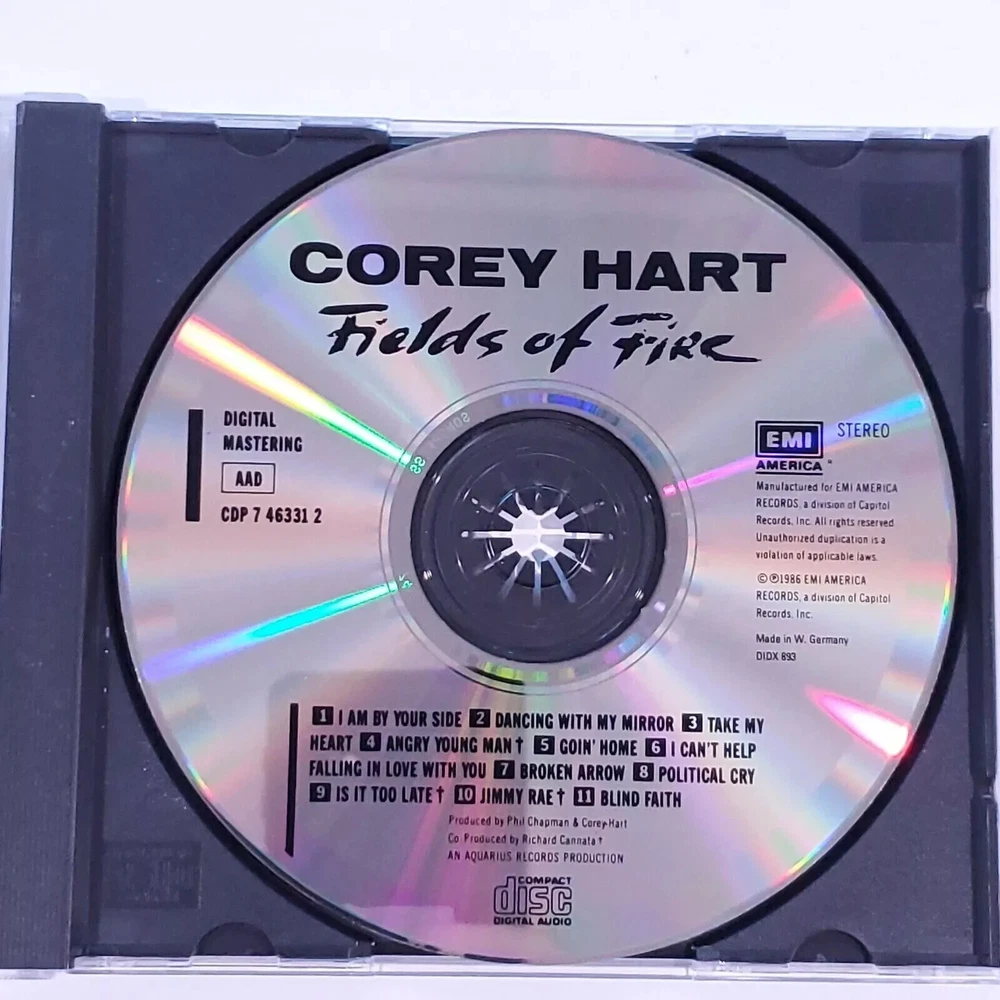 COREY HART
Fields of Fire
DIGITAL
MASTERING
AAD
CDP 7 46331 2
EMI
AMERICA
STEREO
Manufactured for EMI AMERICA
RECORDS, a division of Capitol
Records, Inc. All rights reserved
Unauthorized duplication is a
violation of applicable laws.
©℗1986 EMI AMERICA
RECORDS, a division of Capitol
Records, Inc.
Made in W. Germany
DIDX 893
1 I AM BY YOUR SIDE 2 DANCING WITH MY MIRROR 3 TAKE MY
HEART 4 ANGRY YOUNG MAN† 5 GOIN' HOME 6 I CAN'T HELP
FALLING IN LOVE WITH YOU 7 BROKEN ARROW 8 POLITICAL CRY
9 IS IT TOO LATE† 10 JIMMY RAE† 11 BLIND FAITH
Produced by Phil Chapman & Corey Hart
Co Produced by Richard Cannata†
AN AQUARIUS RECORDS PRODUCTION
COMPACT
disc
DIGITAL AUDIO